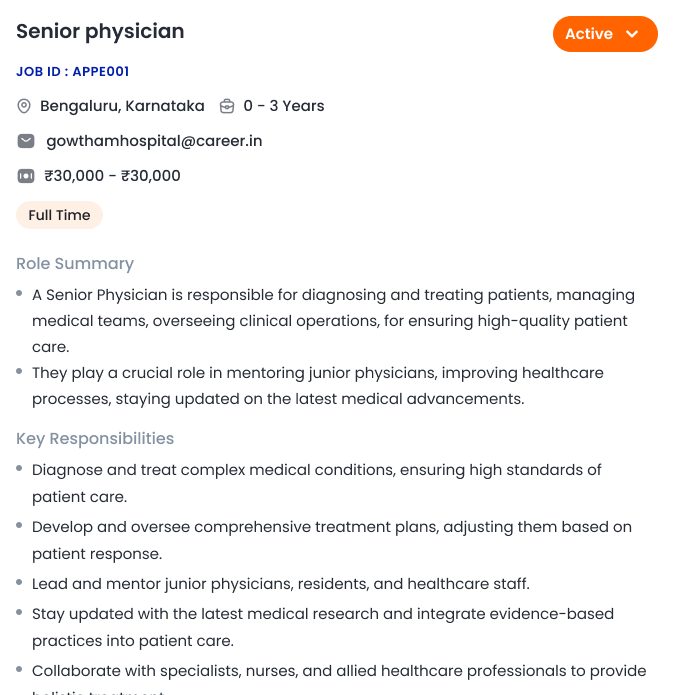 Senior physician
Active
JOB ID : APPE001
Bengaluru, Karnataka 0 - 3 Years
gowthamhospital@career.in
₹30,000 - ₹30,000
Full Time
Role Summary
A Senior Physician is responsible for diagnosing and treating patients, managing
medical teams, overseeing clinical operations, for ensuring high-quality patient
care.
They play a crucial role in mentoring junior physicians, improving healthcare
processes, staying updated on the latest medical advancements.
Key Responsibilities
Diagnose and treat complex medical conditions, ensuring high standards of
patient care.
Develop and oversee comprehensive treatment plans, adjusting them based on
patient response.
Lead and mentor junior physicians, residents, and healthcare staff.
Stay updated with the latest medical research and integrate evidence-based
practices into patient care.
Collaborate with specialists, nurses, and allied healthcare professionals to provide